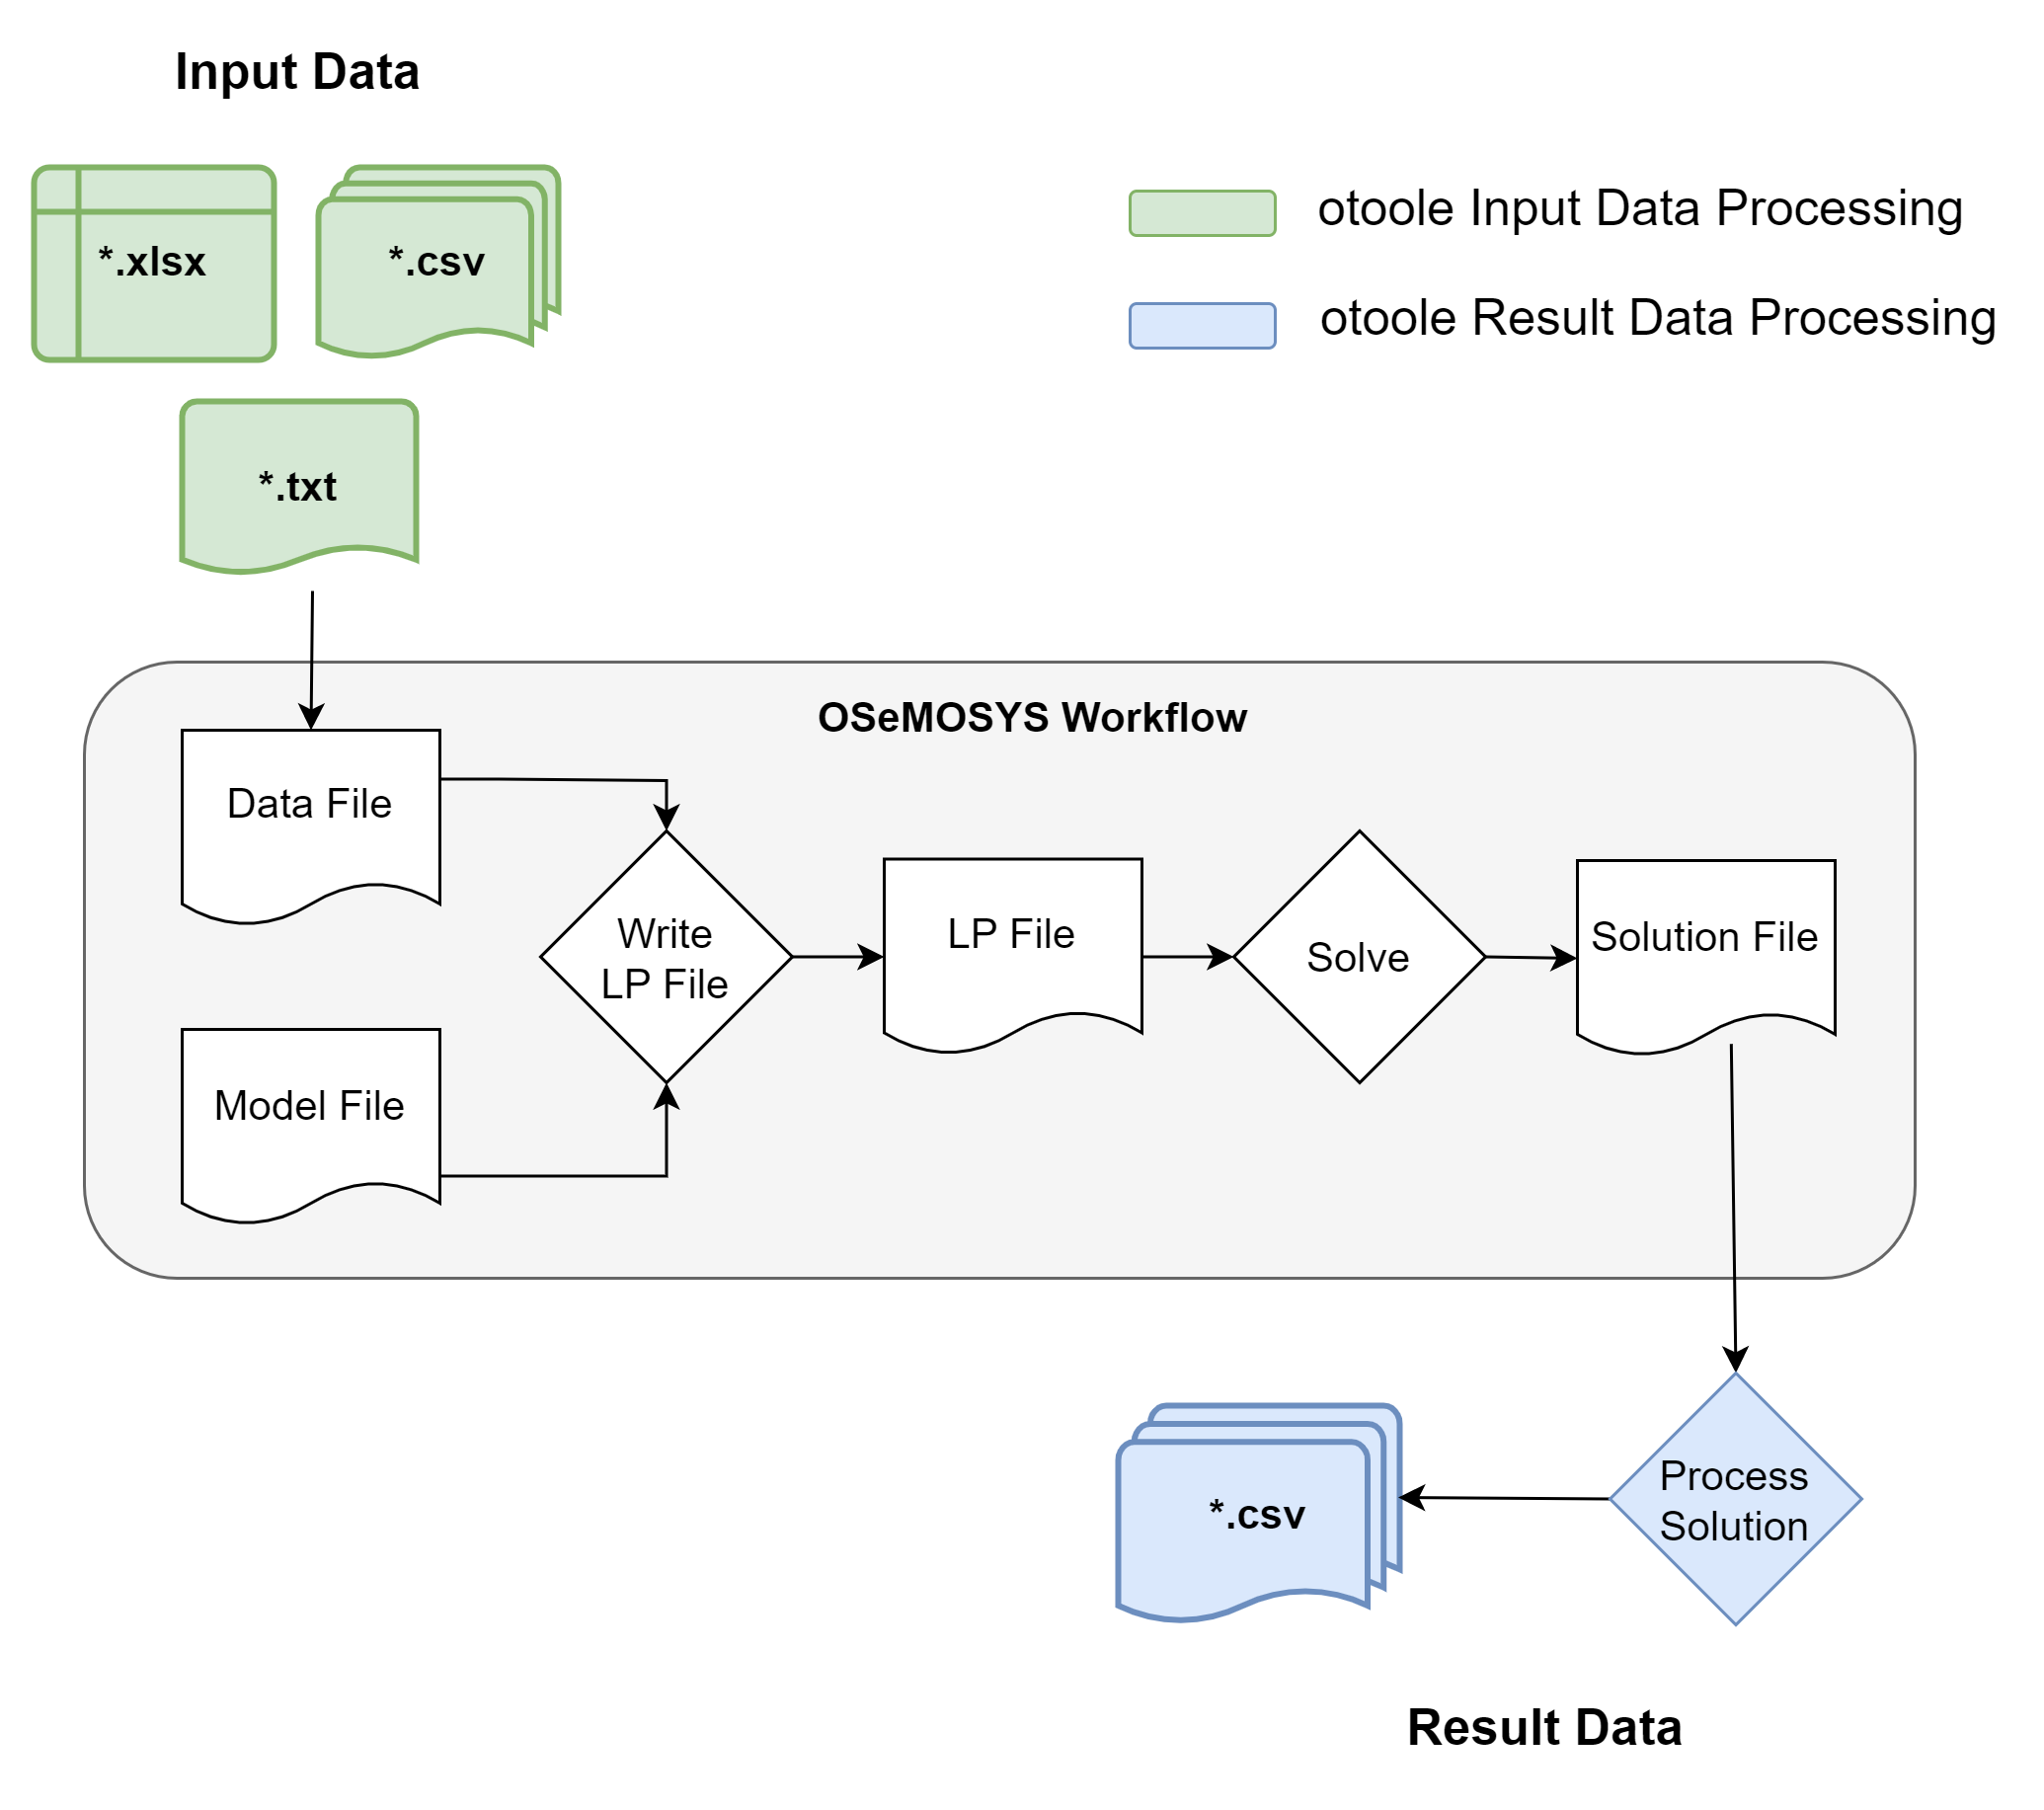 Input Data
*.xlsx
*.csv
*.txt
otoole Input Data Processing
otoole Result Data Processing
OSeMOSYS Workflow
Data File
Model File
Write
LP File
LP File
Solve
Solution File
Process
Solution
*.csv
Result Data